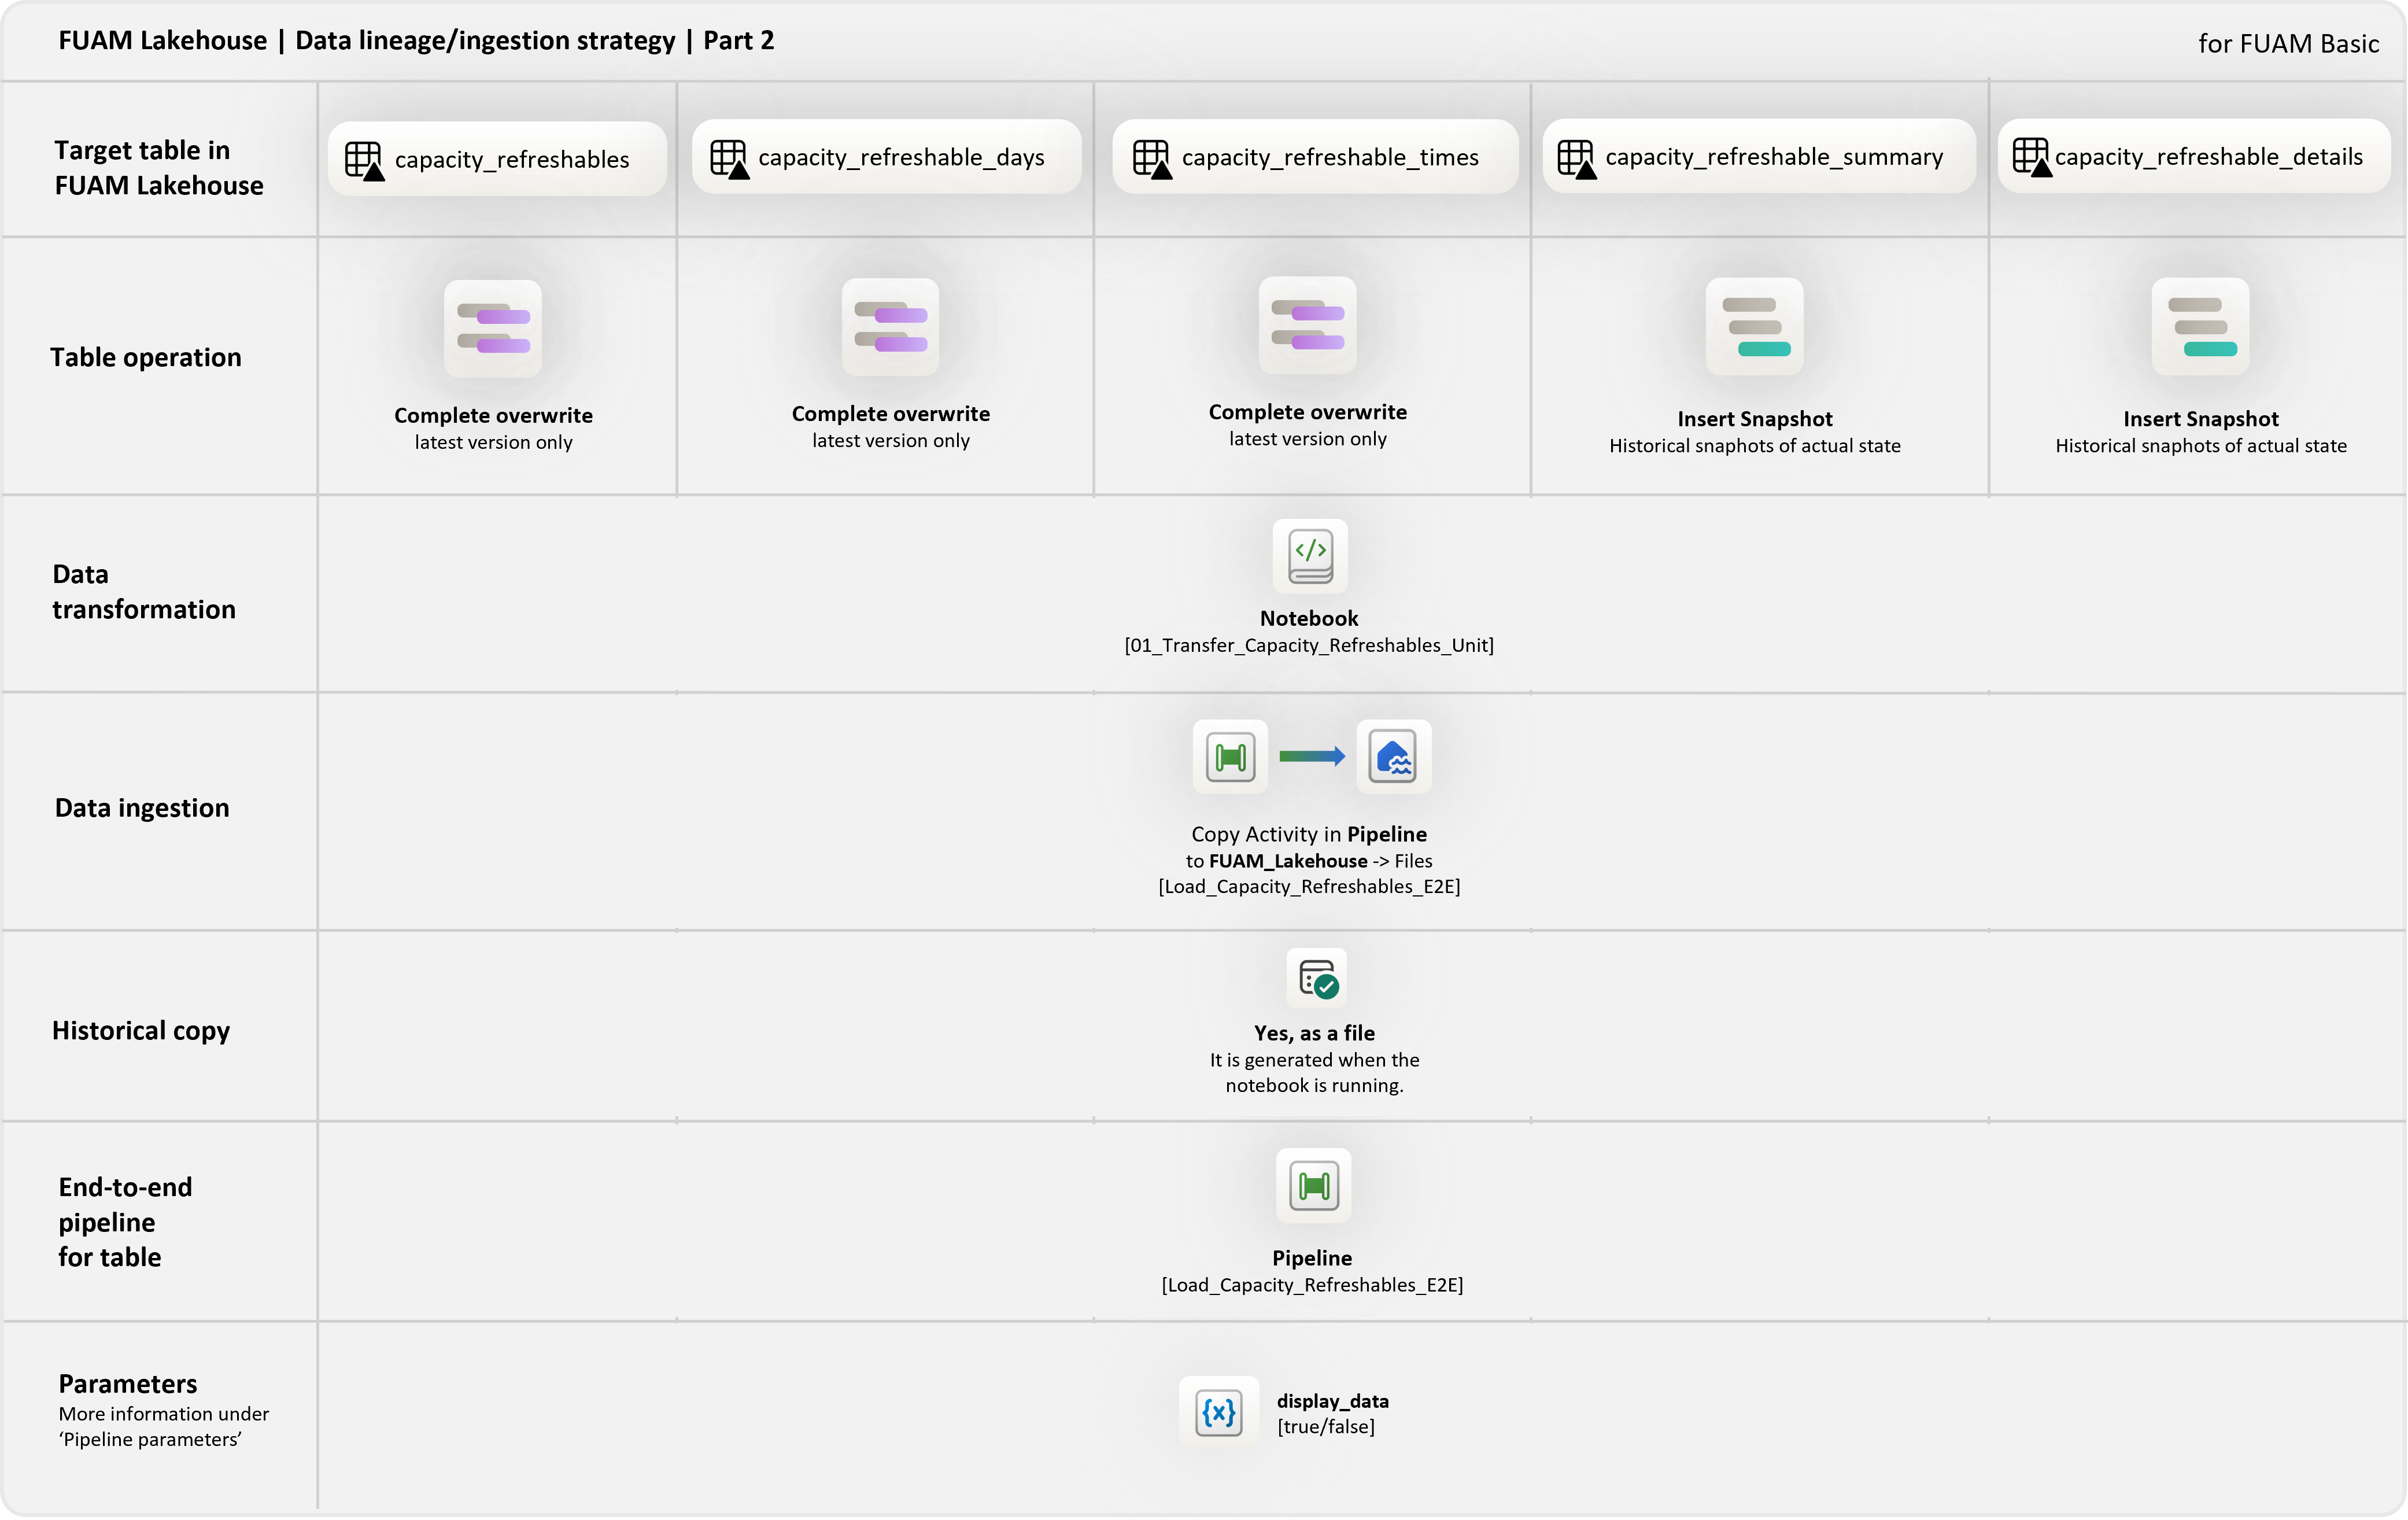 FUAM Lakehouse | Data lineage/ingestion strategy | Part 2
for FUAM Basic
Target table in
FUAM Lakehouse
capacity_refreshables
capacity_refreshable_days
capacity_refreshable_times
capacity_refreshable_summary
capacity_refreshable_details
Table operation
Complete overwrite
latest version only
Complete overwrite
latest version only
Complete overwrite
latest version only
Insert Snapshot
Historical snaphots of actual state
Insert Snapshot
Historical snaphots of actual state
Data
transformation
Notebook
[01_Transfer_Capacity_Refreshables_Unit]
Data ingestion
Copy Activity in Pipeline
to FUAM_Lakehouse -> Files
[Load_Capacity_Refreshables_E2E]
Historical copy
Yes, as a file
It is generated when the
notebook is running.
End-to-end
pipeline
for table
Pipeline
[Load_Capacity_Refreshables_E2E]
Parameters
More information under
‘Pipeline parameters’
{x}
display_data
[true/false]